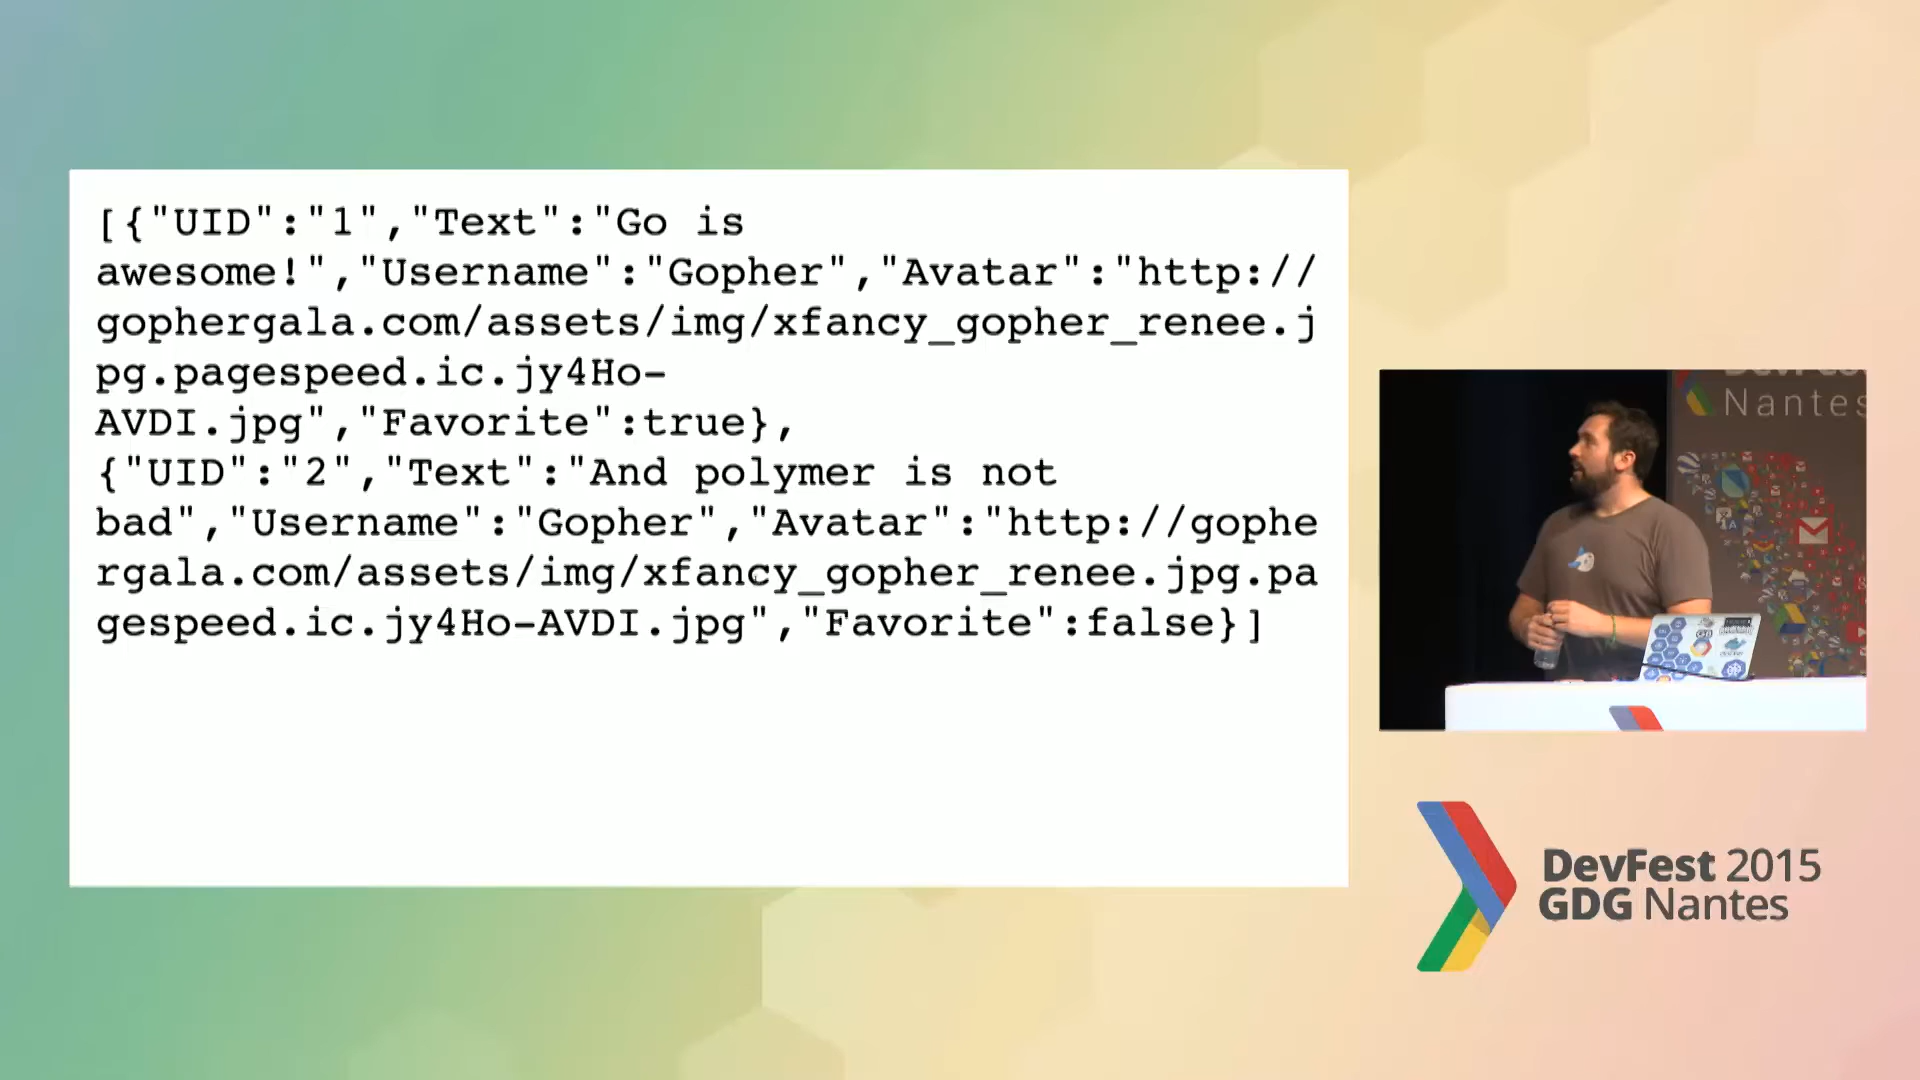 [{"UID":"1","Text":"Go is
awesome!","Username":"Gopher","Avatar":"http://
gophergala.com/assets/img/xfancy_gopher_renee.j
pg.pagespeed.ic.jy4Ho-
AVDI.jpg","Favorite":true},
{"UID":"2","Text":"And polymer is not
bad","Username":"Gopher","Avatar":"http://gophe
rgala.com/assets/img/xfancy_gopher_renee.jpg.pa
gespeed.ic.jy4Ho-AVDI.jpg","Favorite":false}]
Nantes
DevFest 2015
GDG Nantes